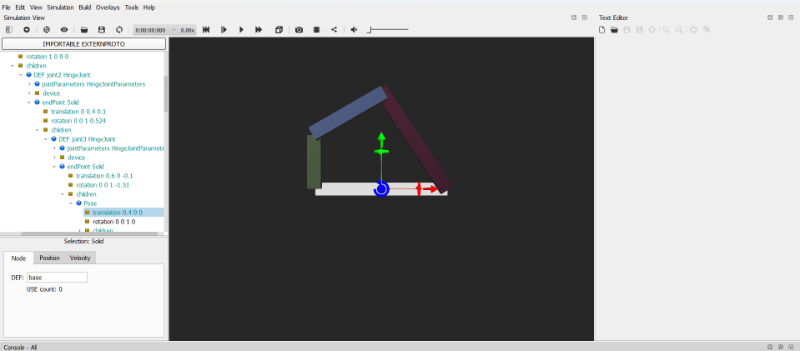 File Edit View Simulation Build Overlays Tools Help
Simulation View
Text Editor
0:00:00:000 - 0.00x
IMPORTABLE EXTERNPROTO
rotation 1 0 0 0
children
DEF joint2 HingeJoint
jointParameters HingeJointParameters
device
endPoint Solid
translation 0 0.4 0.1
rotation 0 0 1 0.524
children
DEF joint3 HingeJoint
jointParameters HingeJointParamete
device
endPoint Solid
translation 0.6 0 -0.1
rotation 0 0 1 -1.51
children
Pose
translation 0.4 0 0
rotation 0 0 1 0
children
Selection: Solid
Node Position Velocity
DEF: base
USE count: 0
Console - All